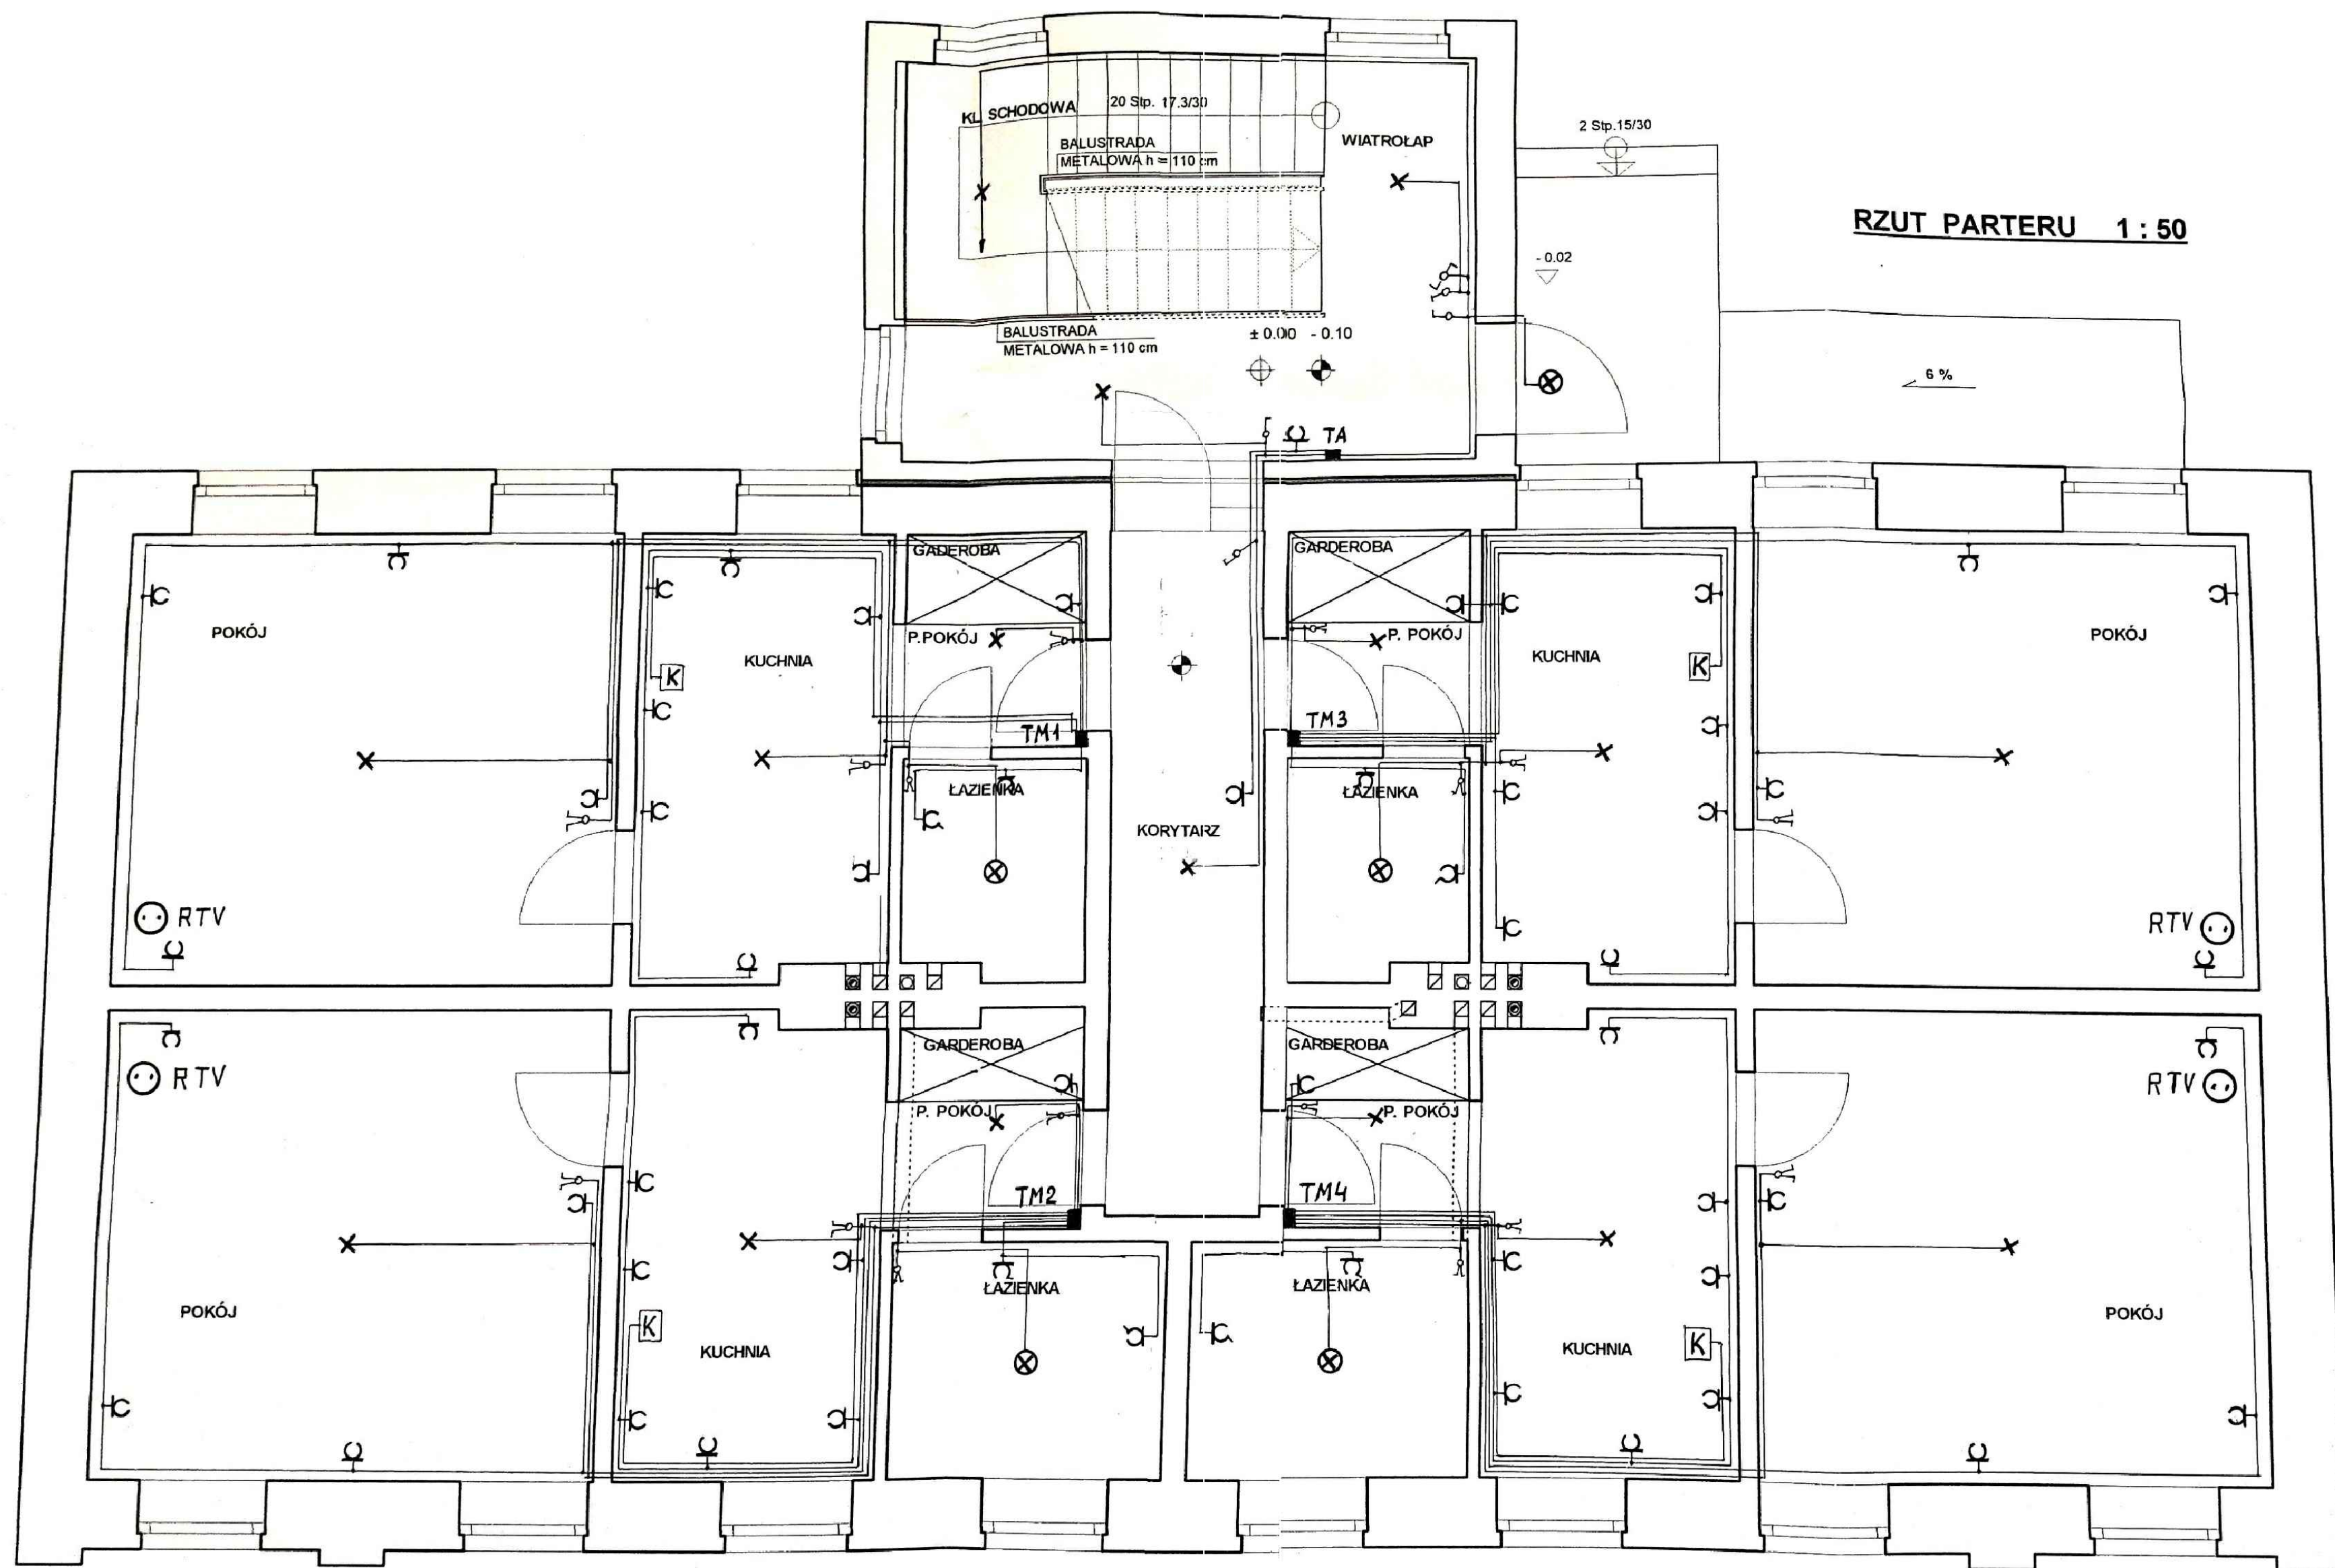 KL. SCHODOWA
20 Stp. 17.3/30
BALUSTRADA
METALOWA h = 110 cm
WIATROŁAP
2 Stp.15/30
RZUT PARTERU 1 : 50
- 0.02
BALUSTRADA
METALOWA h = 110 cm
± 0.00 - 0.10
6 %
TA
GADEROBA
GARDEROBA
POKÓJ
P.POKÓJ
P. POKÓJ
POKÓJ
KUCHNIA
KUCHNIA
K
K
TM1
TM3
ŁAZIENKA
ŁAZIENKA
KORYTARZ
RTV
RTV
GARDEROBA
GARDEROBA
RTV
RTV
P. POKÓJ
P. POKÓJ
TM2
TM4
ŁAZIENKA
ŁAZIENKA
POKÓJ
POKÓJ
K
K
KUCHNIA
KUCHNIA